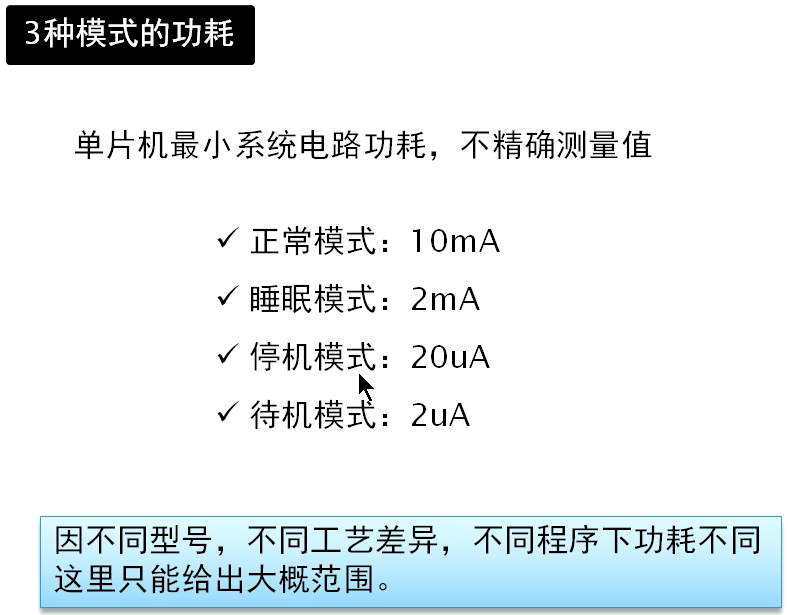 3种模式的功耗
单片机最小系统电路功耗，不精确测量值
✓ 正常模式：10mA
✓ 睡眠模式：2mA
✓ 停机模式：20uA
✓ 待机模式：2uA
因不同型号，不同工艺差异，不同程序下功耗不同
这里只能给出大概范围。